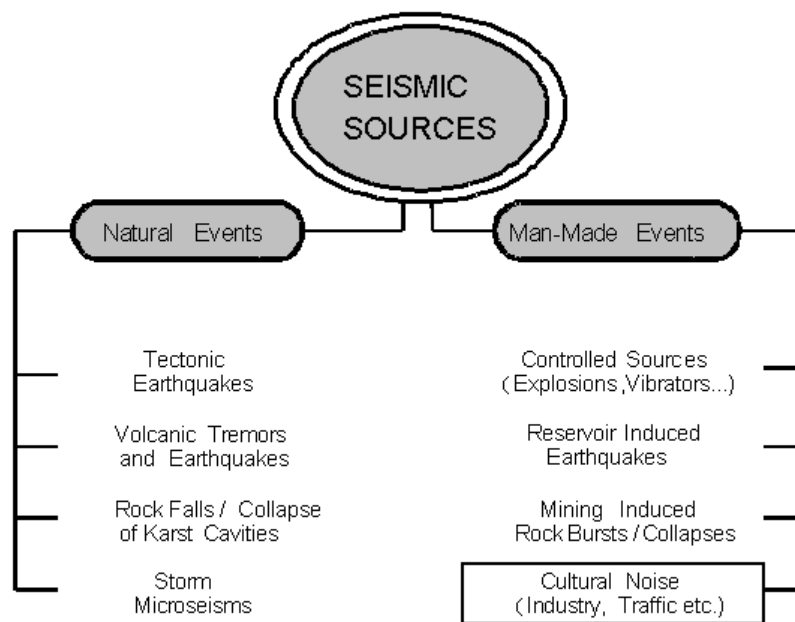 SEISMIC
SOURCES
Natural Events
Man-Made Events
Tectonic
Earthquakes
Volcanic Tremors
and Earthquakes
Rock Falls / Collapse
of Karst Cavities
Storm
Microseisms
Controlled Sources
(Explosions,Vibrators...)
Reservoir Induced
Earthquakes
Mining Induced
Rock Bursts / Collapses
Cultural Noise
(Industry, Traffic etc.)